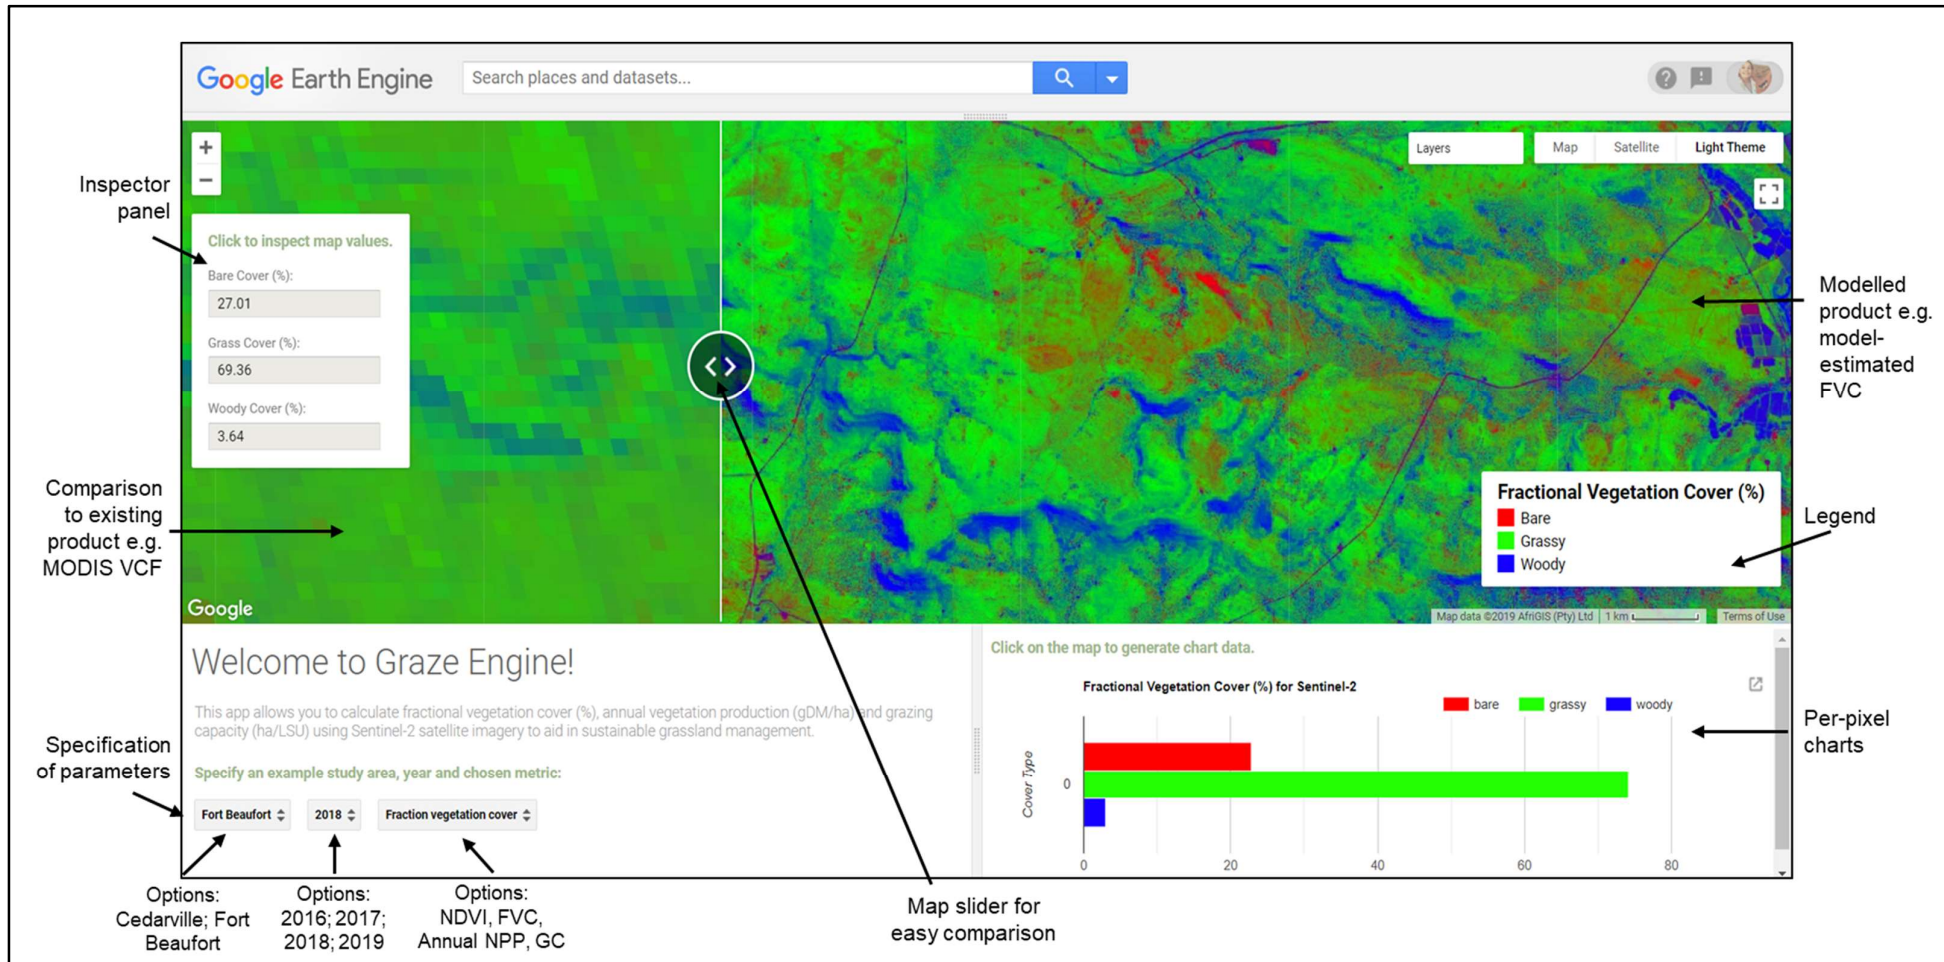 Google Earth Engine
Search places and datasets...
Layers
Map
Satellite
Light Theme
+
−
Inspector
panel
Click to inspect map values.
Bare Cover (%):
27.01
Grass Cover (%):
69.36
Woody Cover (%):
3.64
Modelled
product e.g.
model-
estimated
FVC
Comparison
to existing
product e.g.
MODIS VCF
Fractional Vegetation Cover (%)
Bare
Grassy
Woody
Legend
Google
Map data ©2019 AfriGIS (Pty) Ltd
1 km
Terms of Use
Welcome to Graze Engine!
This app allows you to calculate fractional vegetation cover (%), annual vegetation production (gDM/ha) and grazing
capacity (ha/LSU) using Sentinel-2 satellite imagery to aid in sustainable grassland management.
Specification
of parameters
Specify an example study area, year and chosen metric:
Fort Beaufort
2018
Fraction vegetation cover
Click on the map to generate chart data.
Fractional Vegetation Cover (%) for Sentinel-2
bare
grassy
woody
Cover Type
0
0
20
40
60
80
Per-pixel
charts
Options:
Cedarville; Fort
Beaufort
Options:
2016; 2017;
2018; 2019
Options:
NDVI, FVC,
Annual NPP, GC
Map slider for
easy comparison